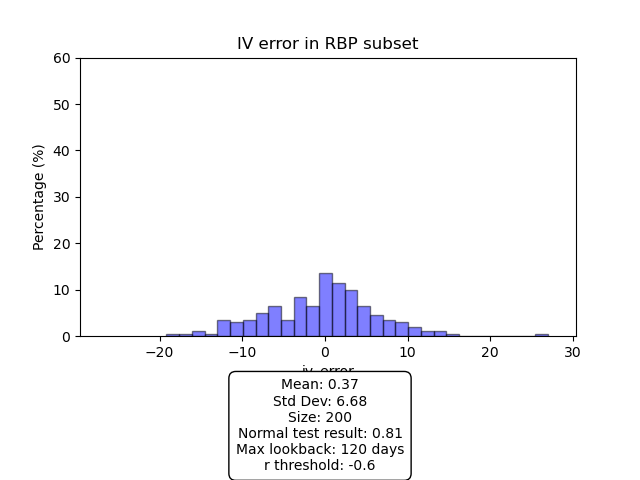 IV error in RBP subset
60
50
40
30
20
10
0
Percentage (%)
−20
−10
0
10
20
30
iv_error
Mean: 0.37
Std Dev: 6.68
Size: 200
Normal test result: 0.81
Max lookback: 120 days
r threshold: -0.6